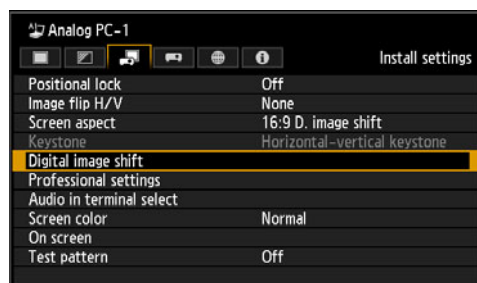 Analog PC-1
Install settings
Positional lock Off
Image flip H/V None
Screen aspect 16:9 D. image shift
Keystone Horizontal-vertical keystone
Digital image shift
Professional settings
Audio in terminal select
Screen color Normal
On screen
Test pattern Off